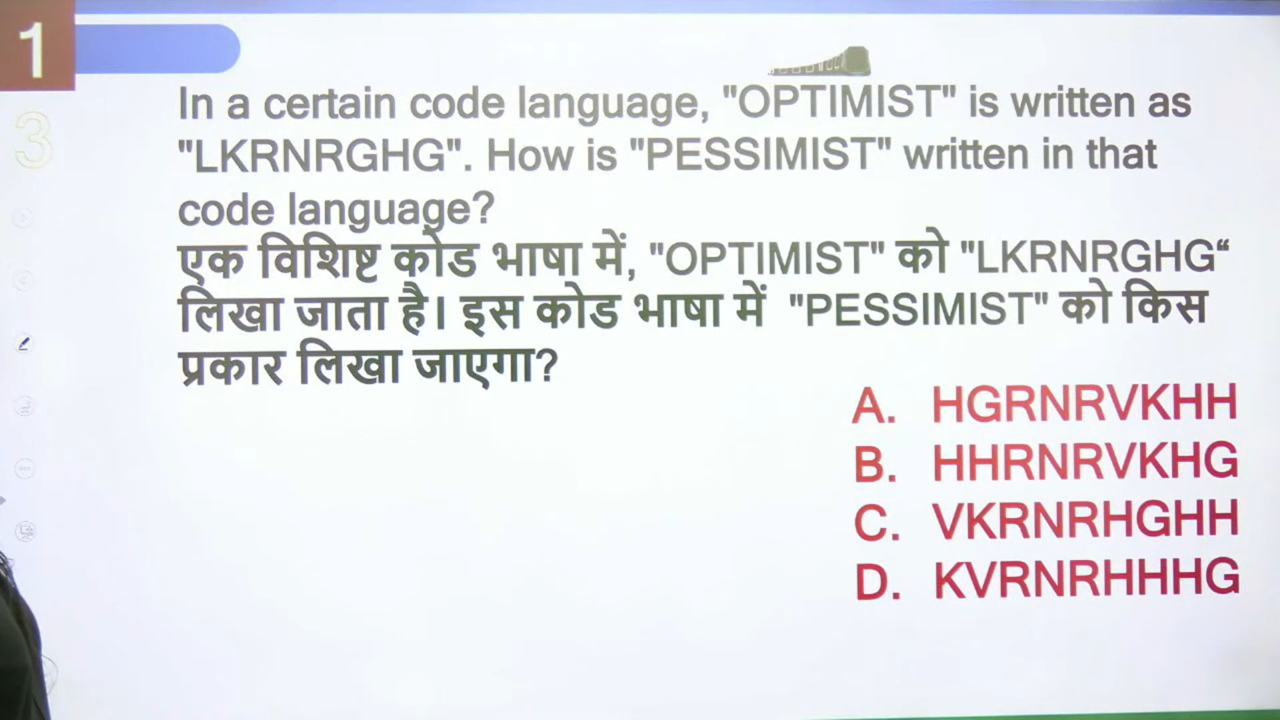 1
3
In a certain code language, "OPTIMIST" is written as
"LKRNRGHG". How is "PESSIMIST" written in that
code language?
एक विशिष्ट कोड भाषा में, "OPTIMIST" को "LKRNRGHG“
लिखा जाता है। इस कोड भाषा में "PESSIMIST" को किस
प्रकार लिखा जाएगा?
A. HGRNRVKHH
B. HHRNRVKHG
C. VKRNRHGHH
D. KVRNRHHHG